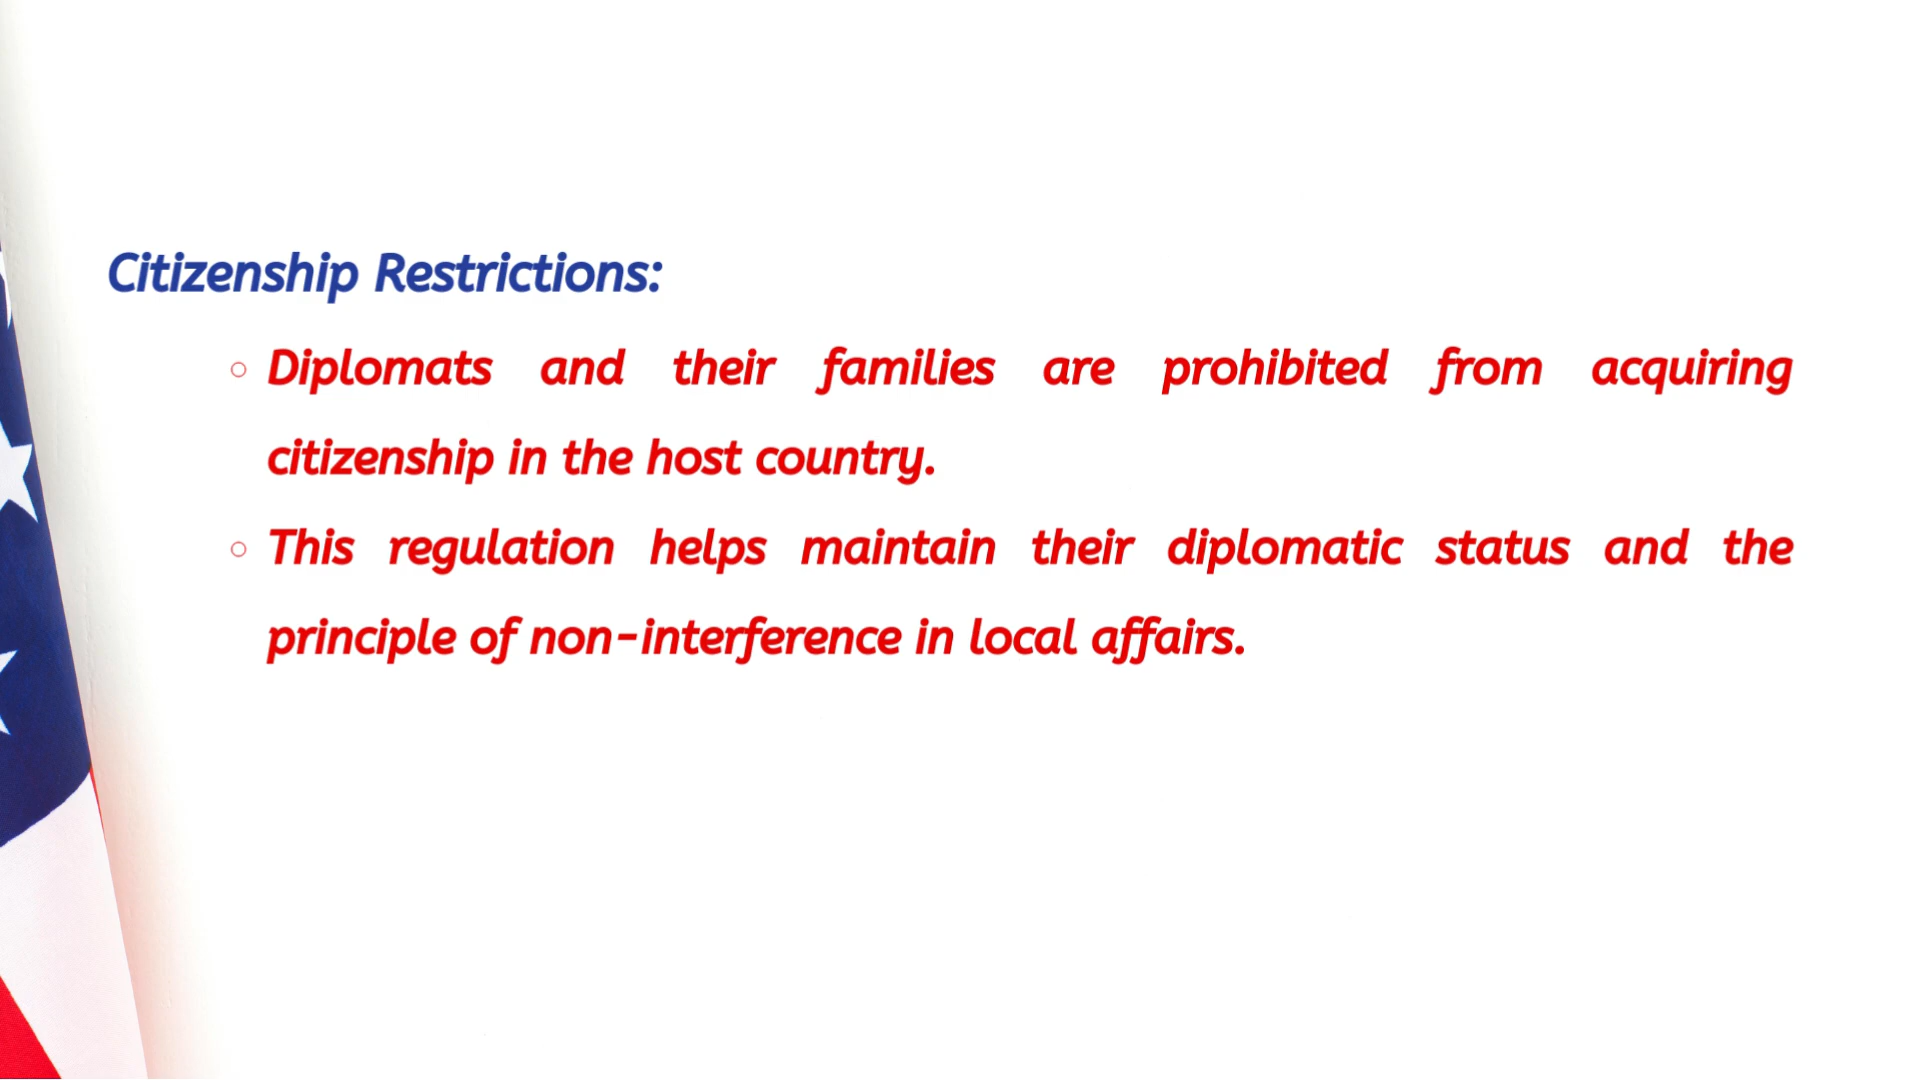 Citizenship Restrictions:
Diplomats and their families are prohibited from acquiring
citizenship in the host country.
This regulation helps maintain their diplomatic status and the
principle of non-interference in local affairs.